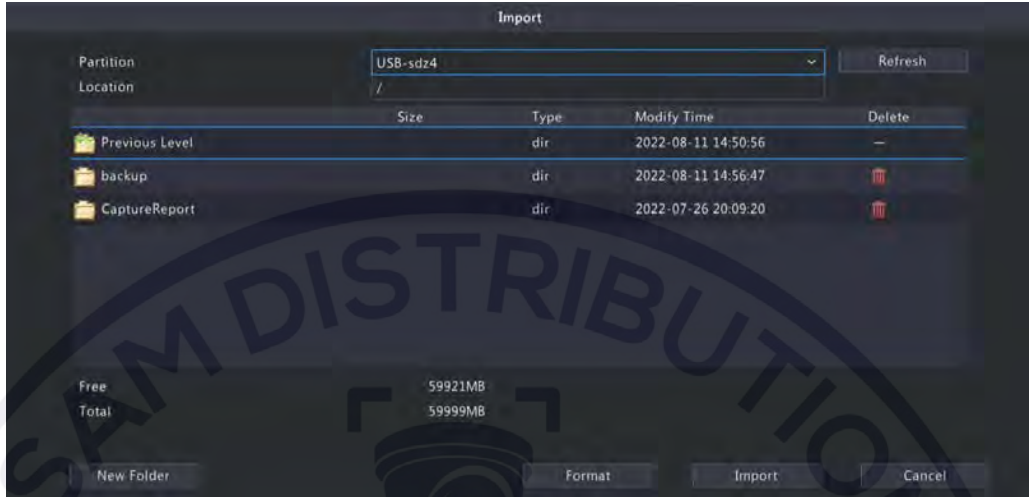 Import
Partition USB-sdz4 Refresh
Location /
Size Type Modify Time Delete
Previous Level dir 2022-08-11 14:50:56 —
backup dir 2022-08-11 14:56:47
CaptureReport dir 2022-07-26 20:09:20
SAM DISTRIBUTIO
Free 59921MB
Total 59999MB
New Folder Format Import Cancel